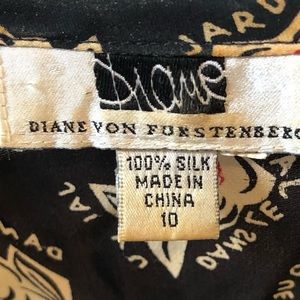 Diane
DIANE VON FURSTENBERG
100% SILK
MADE IN
CHINA
10